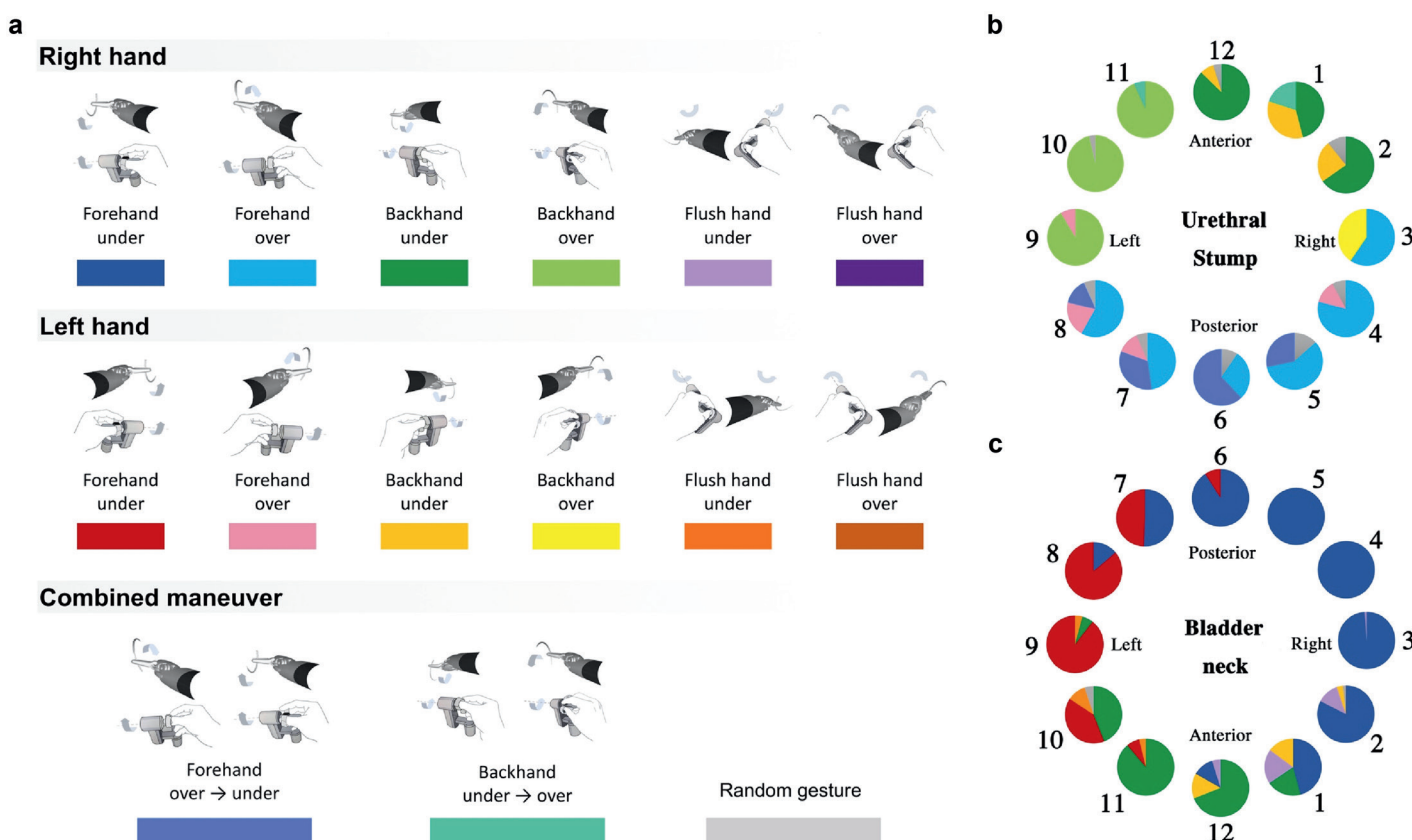 a
Right hand
Forehand
under
Forehand
over
Backhand
under
Backhand
over
Flush hand
under
Flush hand
over
Left hand
Forehand
under
Forehand
over
Backhand
under
Backhand
over
Flush hand
under
Flush hand
over
Combined maneuver
Forehand
over → under
Backhand
under → over
Random gesture
b
12
11
1
Anterior
10
2
Urethral
Stump
9
Left
Right
3
8
Posterior
4
7
6
5
c
6
7
5
Posterior
8
4
Bladder
neck
9
Left
Right
3
10
Anterior
2
11
12
1